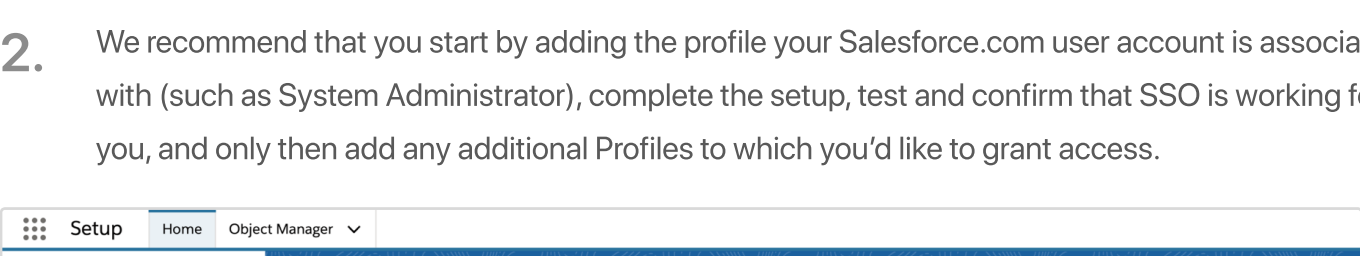 2. We recommend that you start by adding the profile your Salesforce.com user account is associa
with (such as System Administrator), complete the setup, test and confirm that SSO is working
you, and only then add any additional Profiles to which you’d like to grant access.
Setup Home Object Manager